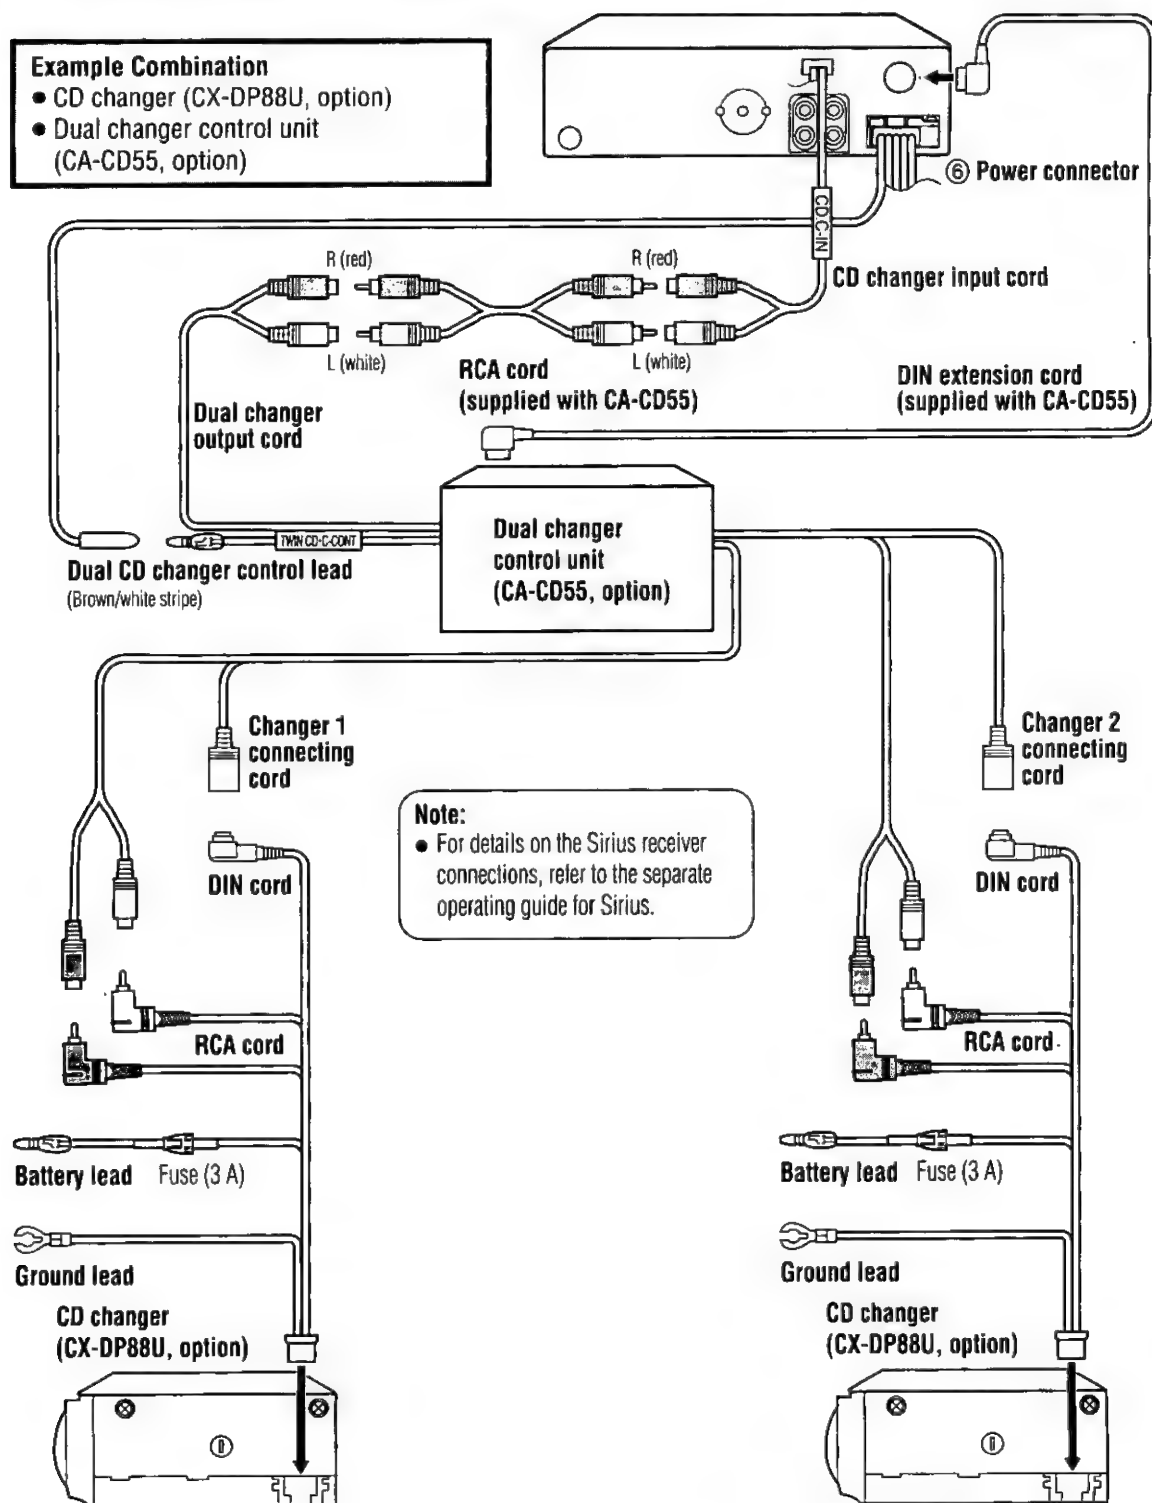 Example Combination
● CD changer (CX-DP88U, option)
● Dual changer control unit
(CA-CD55, option)
⑥ Power connector
CD·C-IN
R (red)
R (red)
CD changer input cord
L (white)
L (white)
RCA cord
(supplied with CA-CD55)
DIN extension cord
(supplied with CA-CD55)
Dual changer
output cord
TWIN CD-C-CONT
Dual changer
control unit
(CA-CD55, option)
Dual CD changer control lead
(Brown/white stripe)
Changer 1
connecting
cord
Changer 2
connecting
cord
Note:
● For details on the Sirius receiver
connections, refer to the separate
operating guide for Sirius.
DIN cord
DIN cord
RCA cord
RCA cord
Battery lead
Fuse (3 A)
Battery lead
Fuse (3 A)
Ground lead
Ground lead
CD changer
(CX-DP88U, option)
CD changer
(CX-DP88U, option)